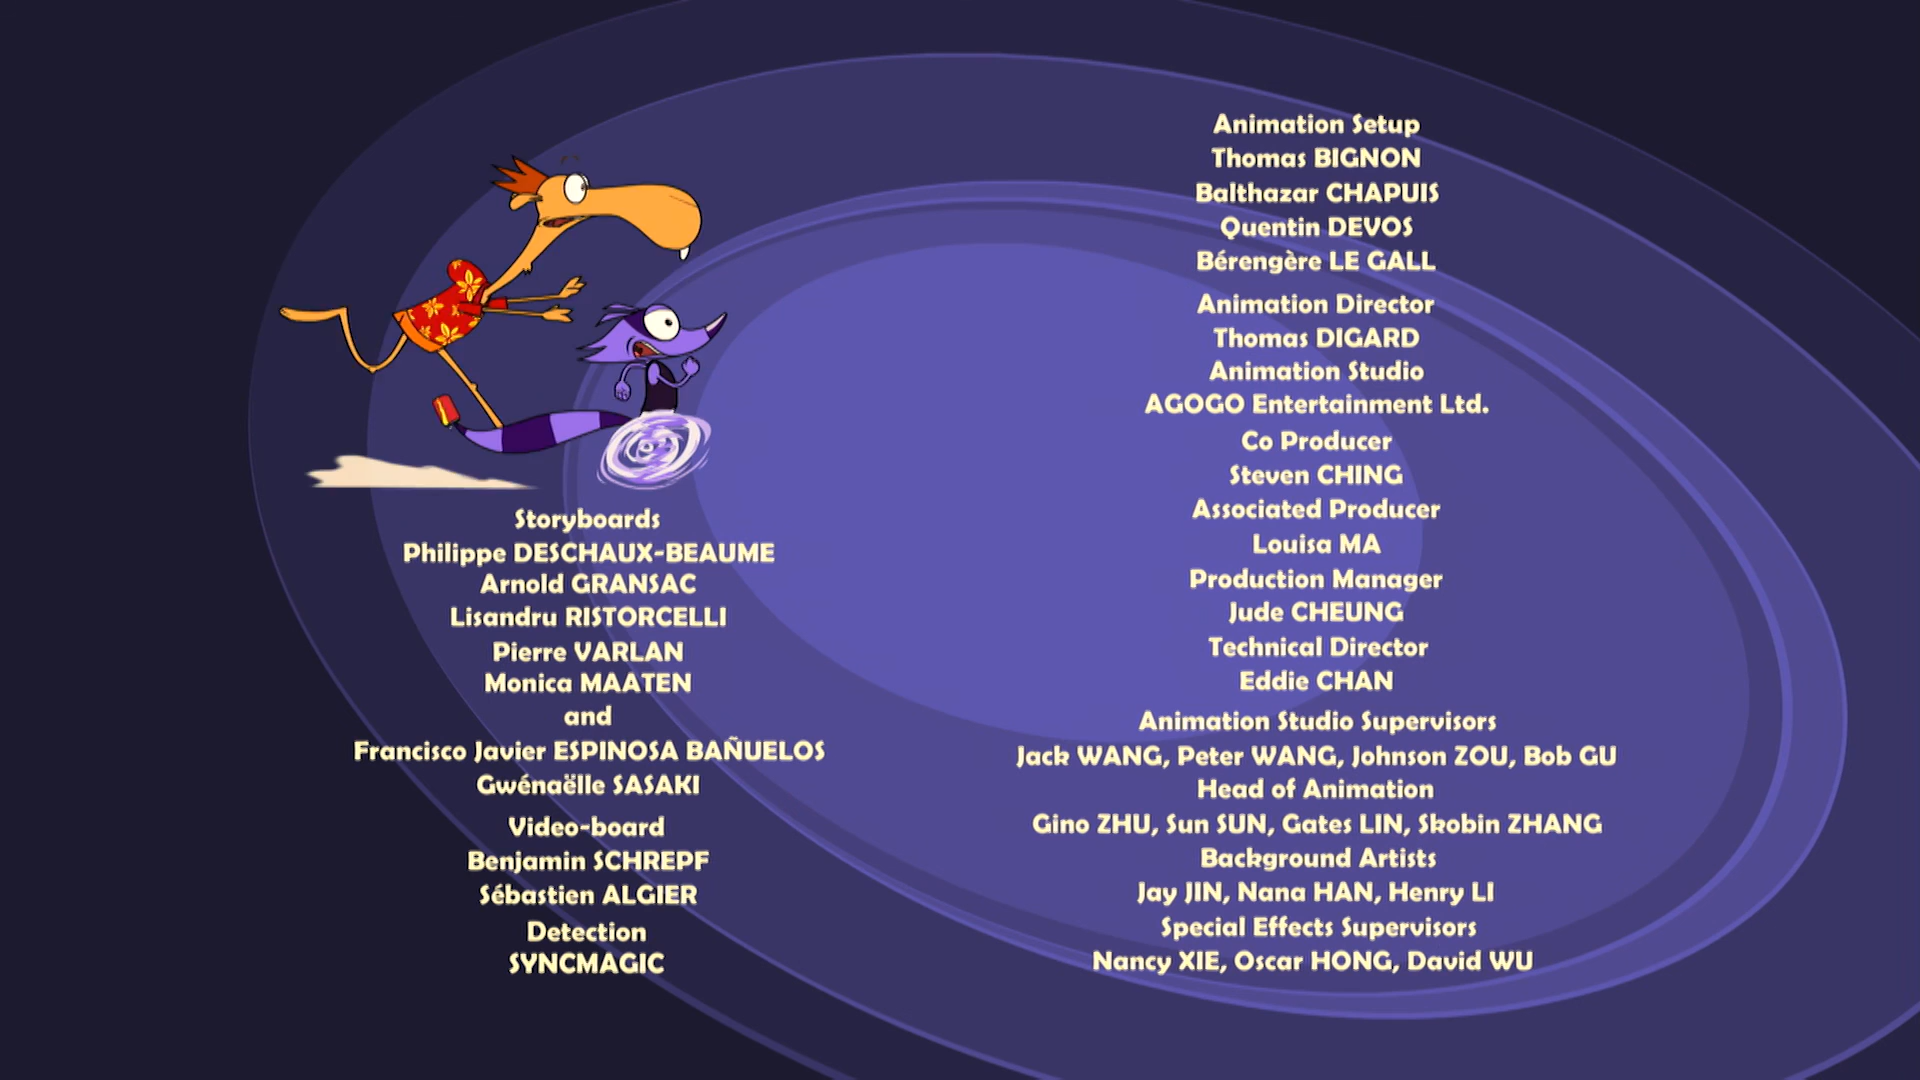 Storyboards
Philippe DESCHAUX-BEAUME
Arnold GRANSAC
Lisandru RISTORCELLI
Pierre VARLAN
Monica MAATEN
and
Francisco Javier ESPINOSA BAÑUELOS
Gwénaëlle SASAKI
Video-board
Benjamin SCHREPF
Sébastien ALGIER
Detection
SYNCMAGIC
Animation Setup
Thomas BIGNON
Balthazar CHAPUIS
Quentin DEVOS
Bérengère LE GALL
Animation Director
Thomas DIGARD
Animation Studio
AGOGO Entertainment Ltd.
Co Producer
Steven CHING
Associated Producer
Louisa MA
Production Manager
Jude CHEUNG
Technical Director
Eddie CHAN
Animation Studio Supervisors
Jack WANG, Peter WANG, Johnson ZOU, Bob GU
Head of Animation
Gino ZHU, Sun SUN, Gates LIN, Skobin ZHANG
Background Artists
Jay JIN, Nana HAN, Henry LI
Special Effects Supervisors
Nancy XIE, Oscar HONG, David WU